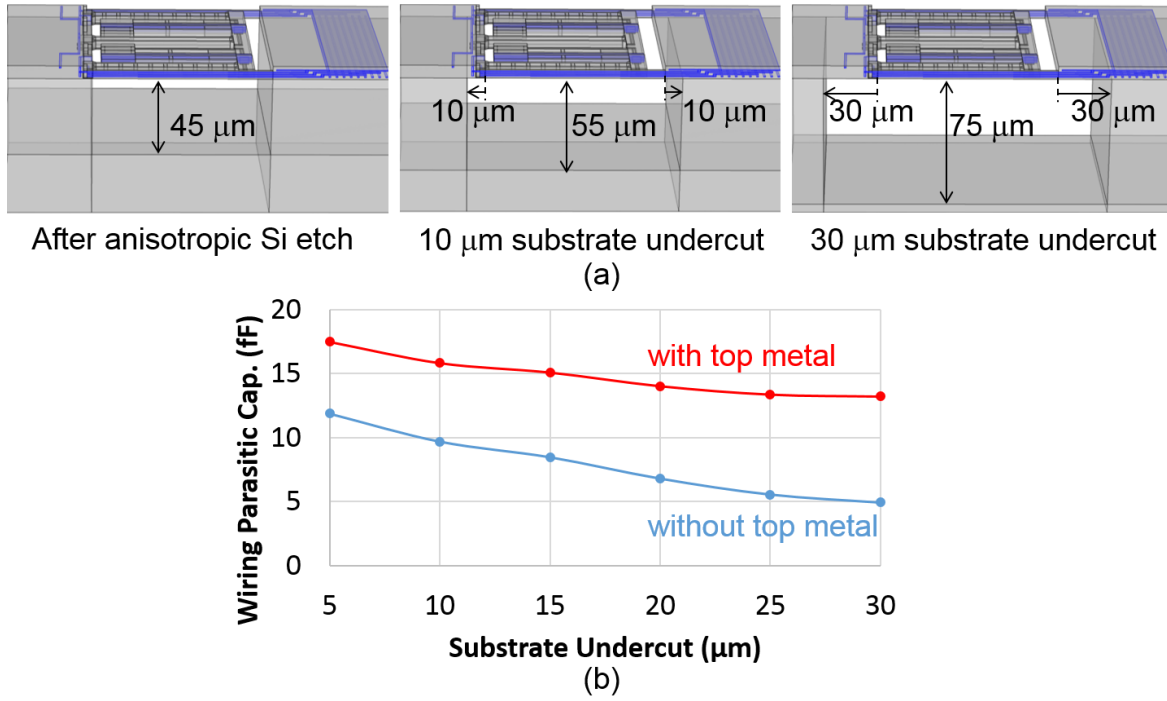 45 μm
10 μm
55 μm
10 μm
30 μm
75 μm
30 μm
After anisotropic Si etch
10 μm substrate undercut
30 μm substrate undercut
(a)
Wiring Parasitic Cap. (fF)
20
15
10
5
0
with top metal
without top metal
5
10
15
20
25
30
Substrate Undercut (μm)
(b)